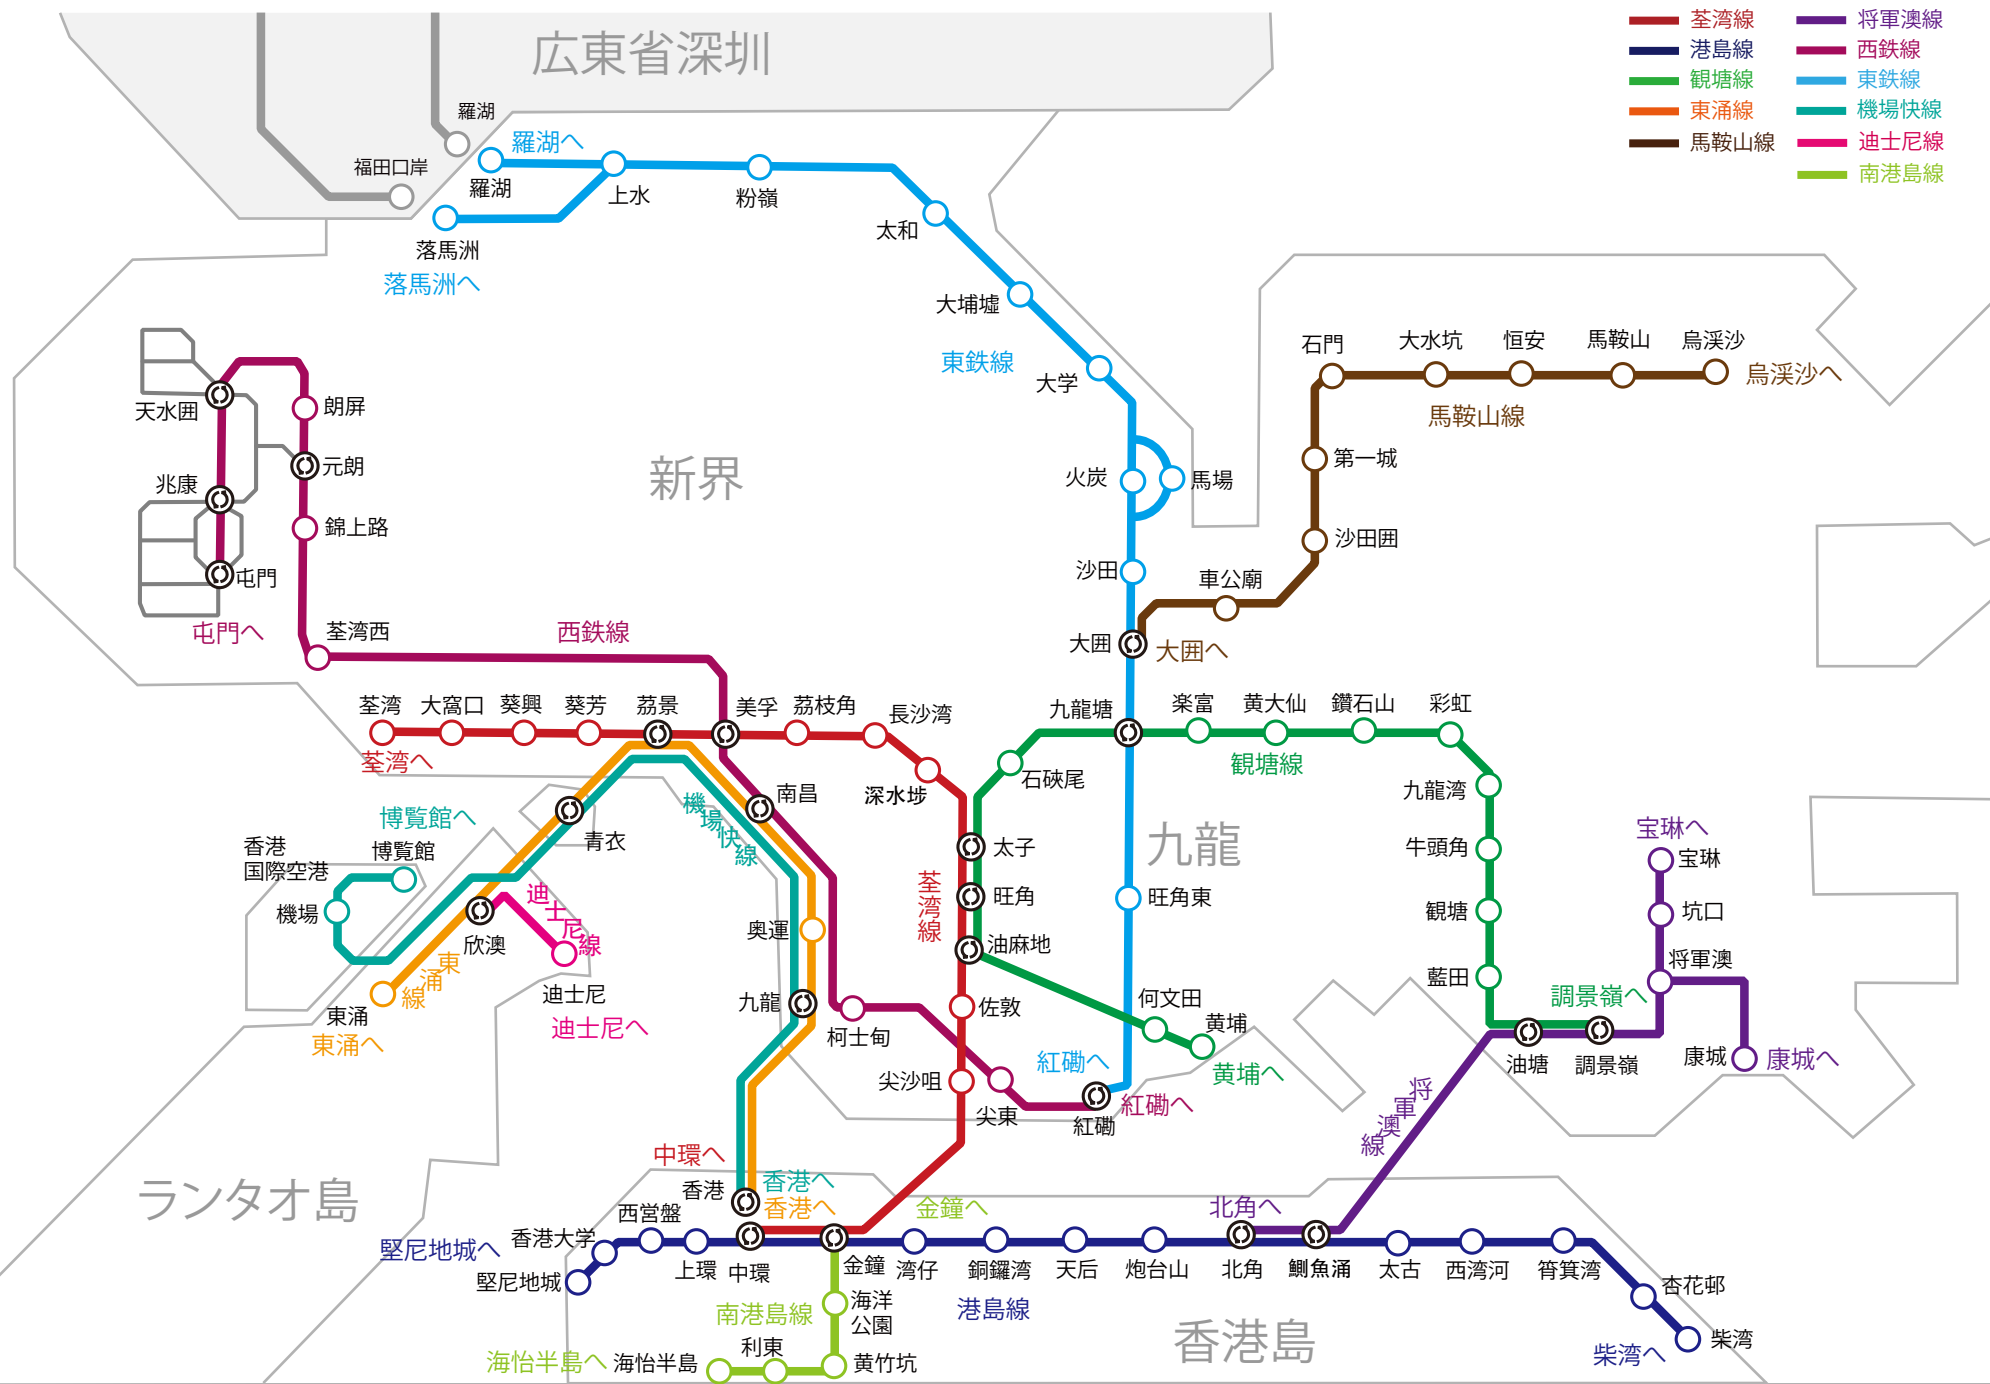 荃湾線
将軍澳線
港島線
西鉄線
観塘線
東鉄線
東涌線
機場快線
馬鞍山線
迪士尼線
南港島線
広東省深圳
羅湖
福田口岸
羅湖へ
羅湖
上水
粉嶺
落馬洲
落馬洲へ
太和
大埔墟
東鉄線
大学
火炭
馬場
沙田
大囲
大囲へ
車公廟
沙田囲
第一城
石門
大水坑
恒安
馬鞍山
烏渓沙
烏渓沙へ
馬鞍山線
新界
天水囲
朗屏
元朗
兆康
錦上路
屯門
屯門へ
荃湾西
西鉄線
荃湾
大窩口
葵興
葵芳
荔景
美孚
荔枝角
長沙湾
荃湾へ
深水埗
南昌
機場快線
青衣
博覧館へ
博覧館
香港
国際空港
機場
欣澳
迪士尼線
迪士尼
迪士尼へ
東涌線
東涌
東涌へ
奥運
九龍
柯士甸
荃湾線
九龍塘
楽富
黄大仙
鑽石山
彩虹
観塘線
石硤尾
太子
旺角
油麻地
九龍
旺角東
九龍湾
牛頭角
観塘
藍田
調景嶺へ
宝琳へ
宝琳
坑口
将軍澳
康城
康城へ
油塘
調景嶺
将軍澳線
佐敦
何文田
黄埔
黄埔へ
尖沙咀
尖東
紅磡へ
紅磡
紅磡へ
中環へ
香港
香港へ
香港へ
金鐘へ
北角へ
ランタオ島
堅尼地城へ
香港大学
西営盤
堅尼地城
上環
中環
金鐘
湾仔
銅鑼湾
天后
炮台山
北角
鰂魚涌
太古
西湾河
筲箕湾
杏花邨
柴湾
柴湾へ
港島線
南港島線
海洋
公園
利東
海怡半島へ
海怡半島
黄竹坑
香港島